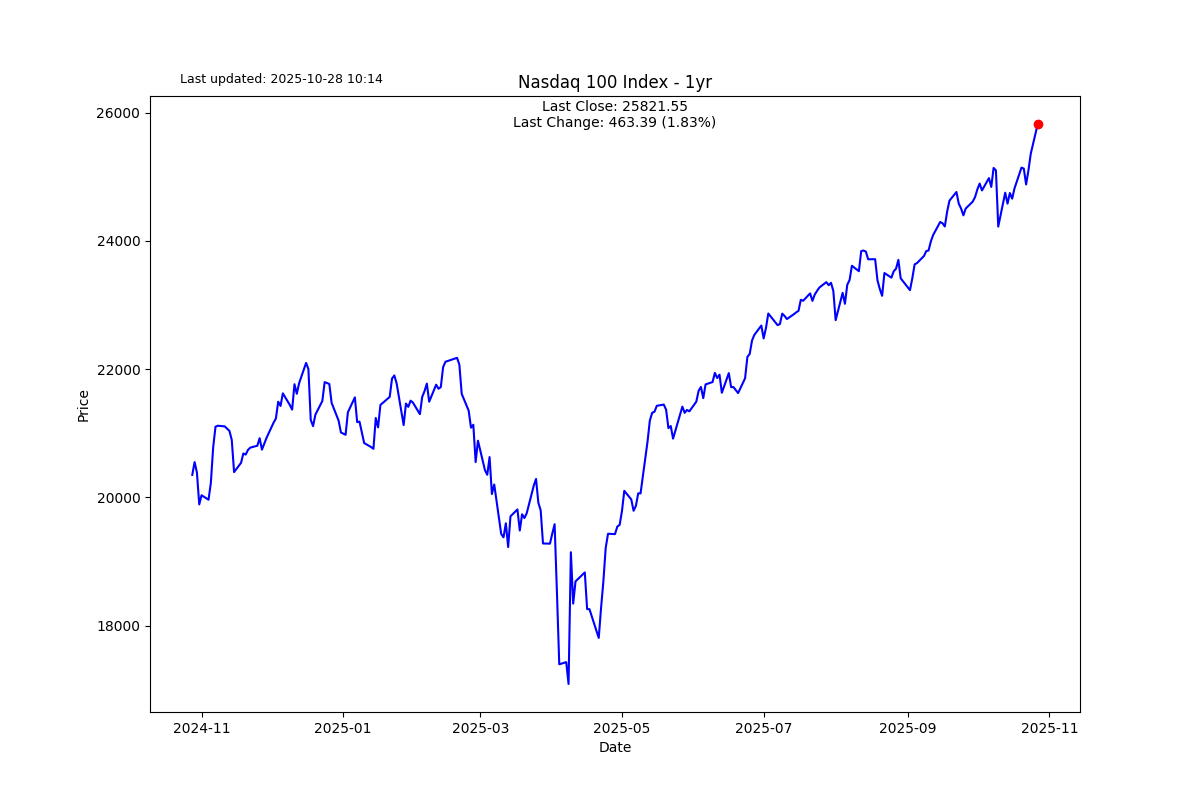 Last updated: 2025-10-28 10:14
Nasdaq 100 Index - 1yr
Last Close: 25821.55
Last Change: 463.39 (1.83%)
26000
24000
22000
20000
18000
Price
2024-11
2025-01
2025-03
2025-05
2025-07
2025-09
2025-11
Date